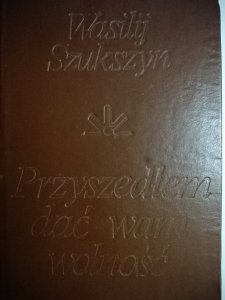 Wasilij
Szukszyn
Przyszedłem
dać wam
wolność